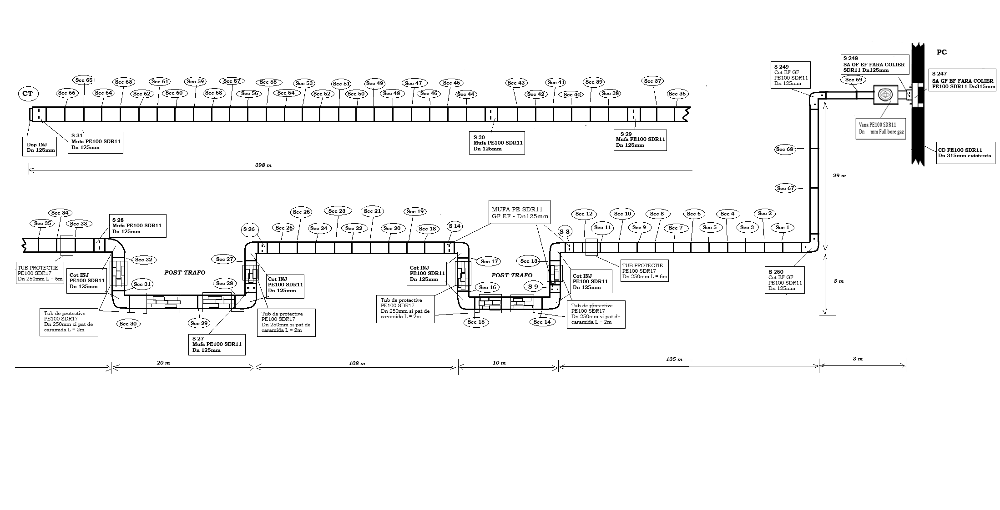 PC
S 248
SA GF EF FARA COLIER
SDR11 Dn125mm
S 249
Cot EF GF
PE100 SDR11
Dn 125mm
S 247
SA GF EF FARA COLIER
PE100 SDR11 Dn315mm
Scc 69
Scc 65
Scc 63
Scc 61
Scc 59
Scc 57
Scc 55
Scc 53
Scc 51
Scc 49
Scc 47
Scc 45
Scc 43
Scc 41
Scc 39
Scc 37
CT
Scc 66
Scc 64
Scc 62
Scc 60
Scc 58
Scc 56
Scc 54
Scc 52
Scc 50
Scc 48
Scc 46
Scc 44
Scc 42
Scc 40
Scc 38
Scc 36
Vana PE100 SDR11
Dn mm Full bore gaz
Dop INJ
Dn 125mm
S 31
Mufa PE100 SDR11
Dn 125mm
S 30
Mufa PE100 SDR11
Dn 125mm
S 29
Mufa PE100 SDR11
Dn 125mm
Scc 68
CD PE100 SDR11
Dn 315mm existenta
398 m
29 m
Scc 67
Scc 34
Scc 35
Scc 33
S 28
Mufa PE100 SDR11
Dn 125mm
Scc 25
Scc 23
Scc 21
Scc 19
MUFA PE SDR11
GF EF - Dn125mm
Scc 12
Scc 10
Scc 8
Scc 6
Scc 4
Scc 2
S 26
Scc 26
Scc 24
Scc 22
Scc 20
Scc 18
S 14
S 8
Scc 11
Scc 9
Scc 7
Scc 5
Scc 3
Scc 1
TUB PROTECTIE
PE100 SDR17
Dn 250mm L = 6m
Cot INJ
PE100 SDR11
Dn 125mm
Scc 32
Scc 31
POST TRAFO
Scc 27
Scc 28
Cot INJ
PE100 SDR11
Dn 125mm
Cot INJ
PE100 SDR11
Dn 125mm
Scc 17
Scc 16
POST TRAFO
Scc 13
S 9
Cot INJ
PE100 SDR11
Dn 125mm
TUB PROTECTIE
PE100 SDR17
Dn 250mm L = 6m
S 250
Cot EF GF
PE100 SDR11
Dn 125mm
3 m
Tub de protective
PE100 SDR17
Dn 250mm si pat de
caramida L = 2m
Scc 30
Scc 29
Tub de protective
PE100 SDR17
Dn 250mm si pat de
caramida L = 2m
Tub de protective
PE100 SDR17
Dn 250mm si pat de
caramida L = 2m
Scc 15
Scc 14
Tub de protective
PE100 SDR17
Dn 250mm si pat de
caramida L = 2m
S 27
Mufa PE100 SDR11
Dn 125mm
20 m
108 m
10 m
135 m
3 m